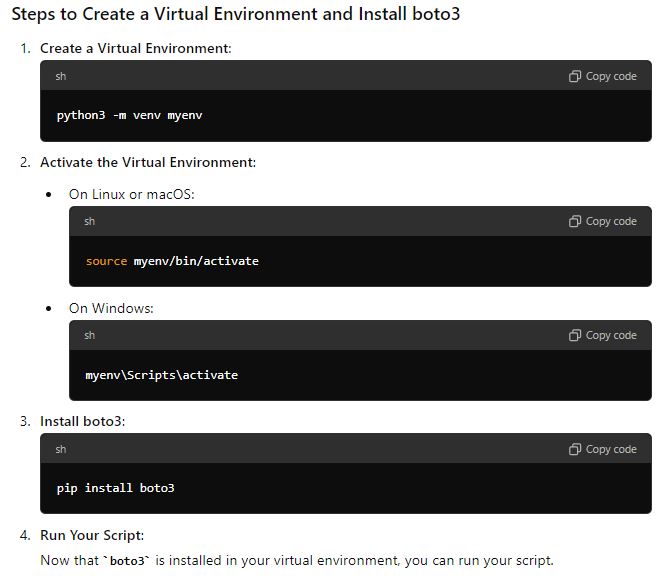 Steps to Create a Virtual Environment and Install boto3
1. Create a Virtual Environment:
sh Copy code
python3 -m venv myenv
2. Activate the Virtual Environment:
• On Linux or macOS:
sh Copy code
source myenv/bin/activate
• On Windows:
sh Copy code
myenv\Scripts\activate
3. Install boto3:
sh Copy code
pip install boto3
4. Run Your Script:
Now that `boto3` is installed in your virtual environment, you can run your script.